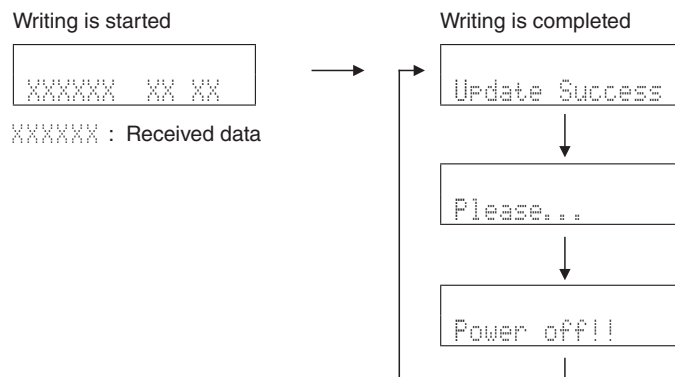 Writing is started
XXXXXX XX XX
XXXXXX : Received data
Writing is completed
Update Success
Please...
Power off!!